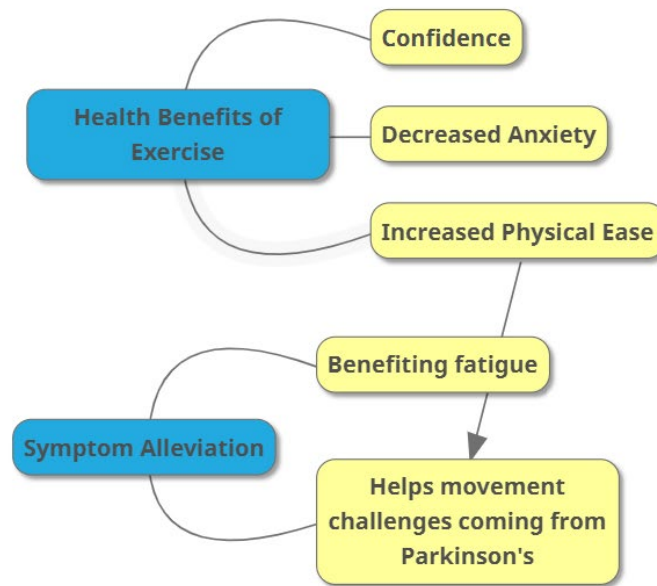 Confidence
Health Benefits of
Exercise
Decreased Anxiety
Increased Physical Ease
Benefiting fatigue
Symptom Alleviation
Helps movement
challenges coming from
Parkinson's